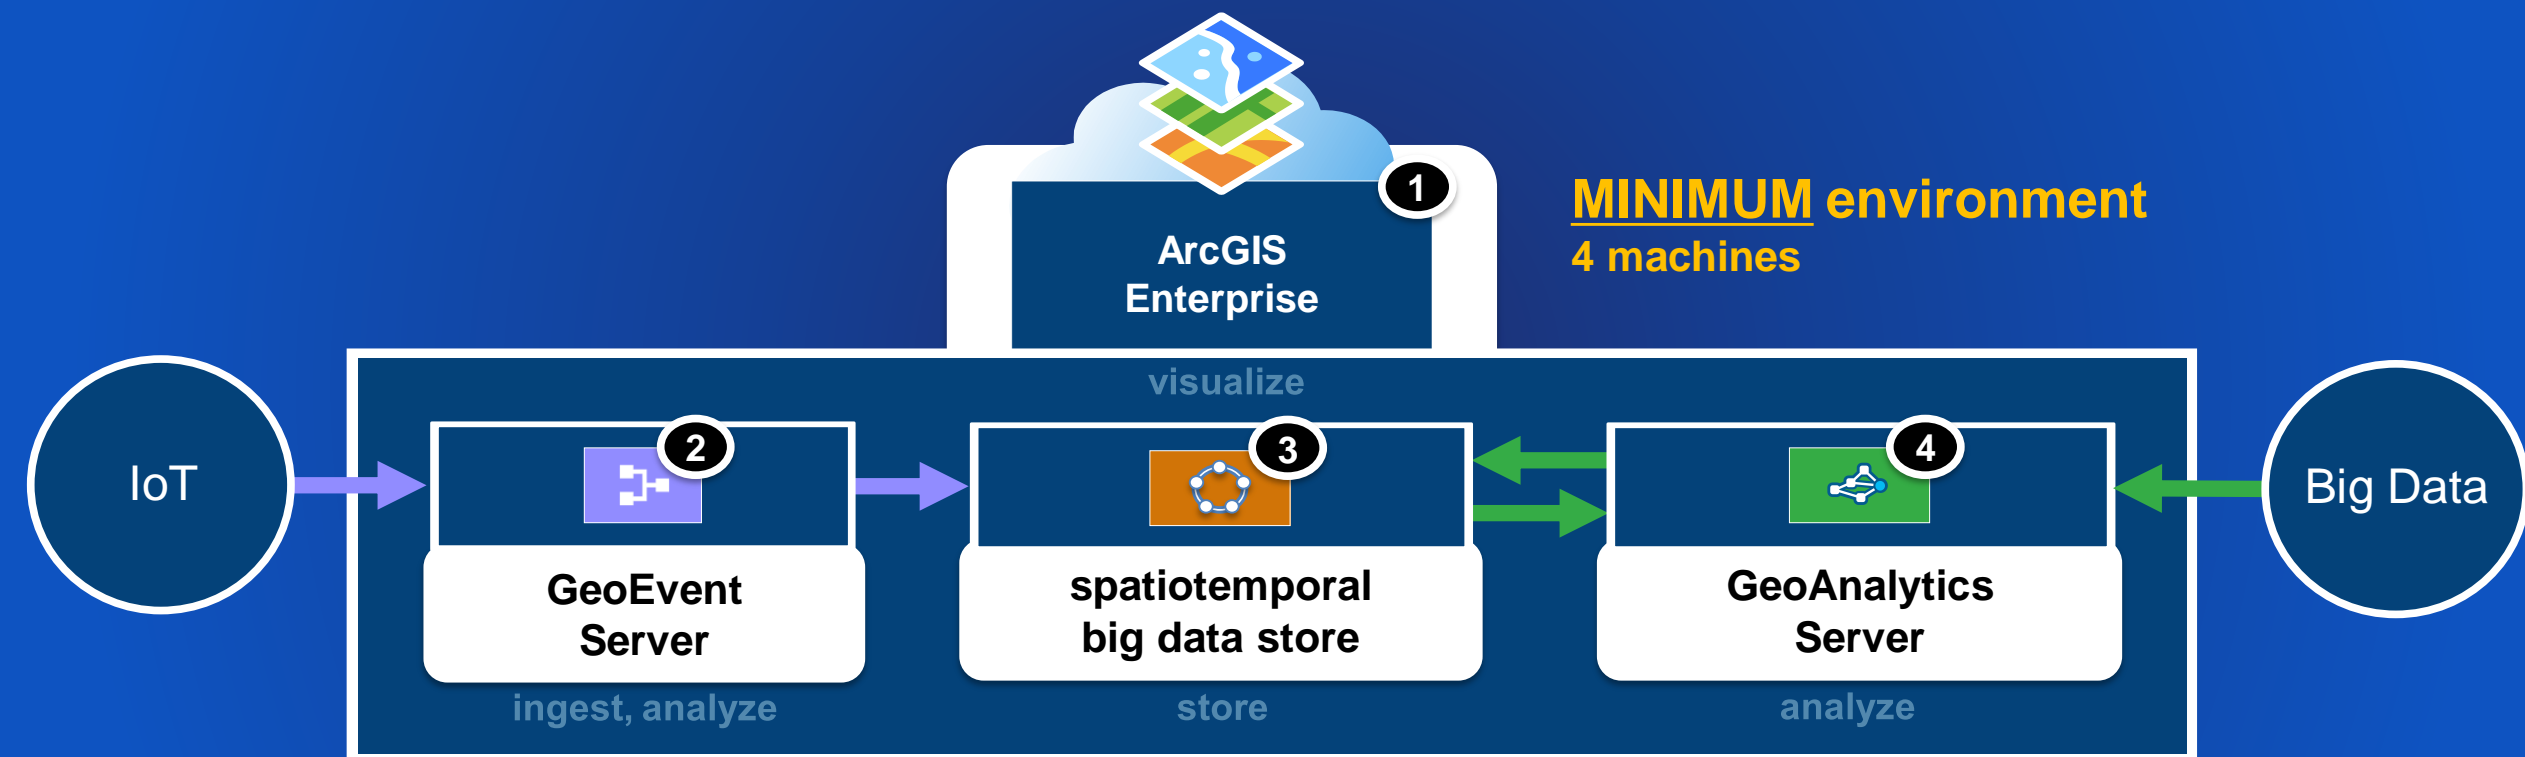 1
ArcGIS
Enterprise
MINIMUM environment
4 machines
visualize
IoT
2
3
4
Big Data
GeoEvent
Server
spatiotemporal
big data store
GeoAnalytics
Server
ingest, analyze
store
analyze